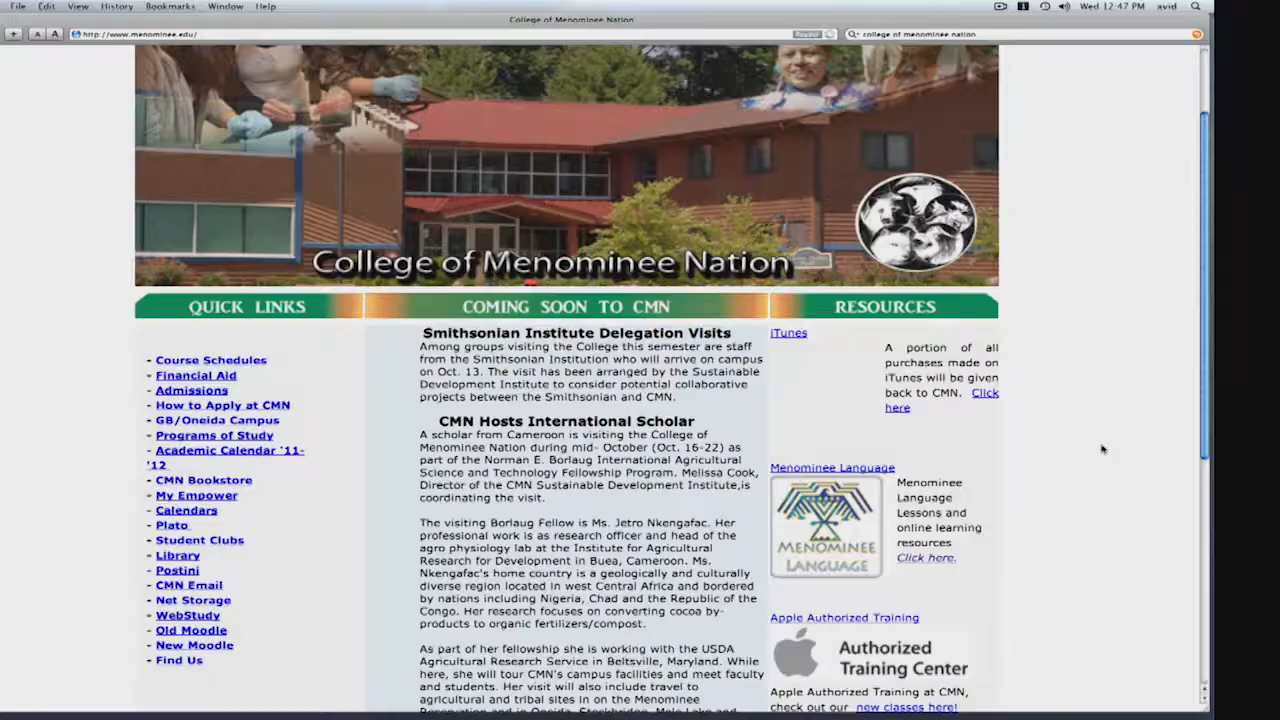 File Edit View History Bookmarks Window Help
Wed 12:47 PM avid
College of Menominee Nation
+ A A http://www.menominee.edu/ Reader college of menominee nation
College of Menominee Nation
QUICK LINKS
- Course Schedules
- Financial Aid
- Admissions
- How to Apply at CMN
- GB/Oneida Campus
- Programs of Study
- Academic Calendar '11-
'12
- CMN Bookstore
- My Empower
- Calendars
- Plato
- Student Clubs
- Library
- Postini
- CMN Email
- Net Storage
- WebStudy
- Old Moodle
- New Moodle
- Find Us
COMING SOON TO CMN
Smithsonian Institute Delegation Visits
Among groups visiting the College this semester are staff
from the Smithsonian Institution who will arrive on campus
on Oct. 13. The visit has been arranged by the Sustainable
Development Institute to consider potential collaborative
projects between the Smithsonian and CMN.
CMN Hosts International Scholar
A scholar from Cameroon is visiting the College of
Menominee Nation during mid- October (Oct. 16-22) as
part of the Norman E. Borlaug International Agricultural
Science and Technology Fellowship Program. Melissa Cook,
Director of the CMN Sustainable Development Institute,is
coordinating the visit.
The visiting Borlaug Fellow is Ms. Jetro Nkengafac. Her
professional work is as research officer and head of the
agro physiology lab at the Institute for Agricultural
Research for Development in Buea, Cameroon. Ms.
Nkengafac's home country is a geologically and culturally
diverse region located in west Central Africa and bordered
by nations including Nigeria, Chad and the Republic of the
Congo. Her research focuses on converting cocoa by-
products to organic fertilizers/compost.
As part of her fellowship she is working with the USDA
Agricultural Research Service in Beltsville, Maryland. While
here, she will tour CMN's campus facilities and meet faculty
and students. Her visit will also include travel to
agricultural and tribal sites in on the Menominee
Reservation and in Oneida, Stockbridge, Mole Lake and
RESOURCES
iTunes
A portion of all
purchases made on
iTunes will be given
back to CMN. Click
here
Menominee Language
MENOMINEE
LANGUAGE
Menominee
Language
Lessons and
online learning
resources
Click here.
Apple Authorized Training
Authorized
Training Center
Apple Authorized Training at CMN,
check out our new classes here!